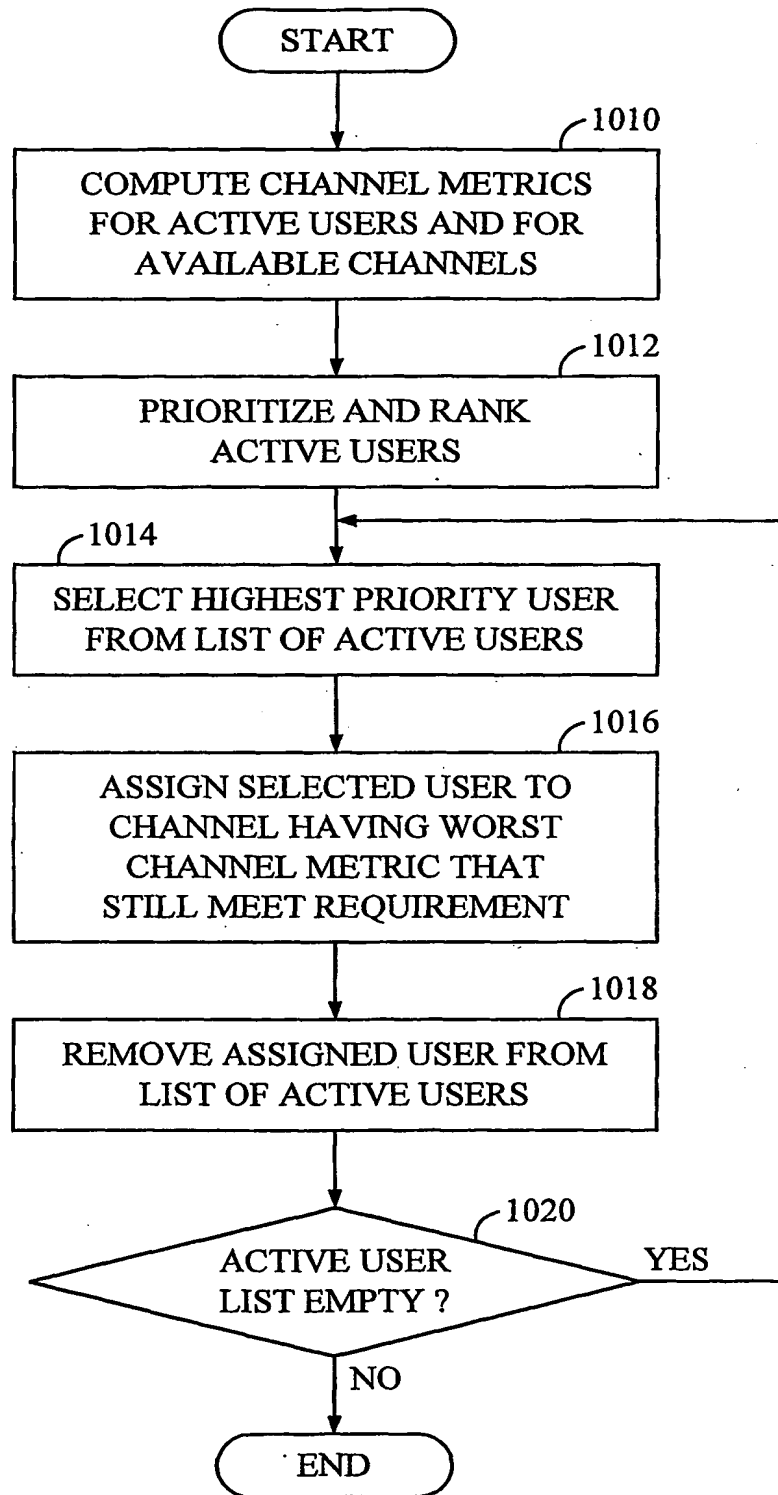 START
1010
COMPUTE CHANNEL METRICS
FOR ACTIVE USERS AND FOR
AVAILABLE CHANNELS
1012
PRIORITIZE AND RANK
ACTIVE USERS
1014
SELECT HIGHEST PRIORITY USER
FROM LIST OF ACTIVE USERS
1016
ASSIGN SELECTED USER TO
CHANNEL HAVING WORST
CHANNEL METRIC THAT
STILL MEET REQUIREMENT
1018
REMOVE ASSIGNED USER FROM
LIST OF ACTIVE USERS
1020
ACTIVE USER
LIST EMPTY ?
YES
NO
END